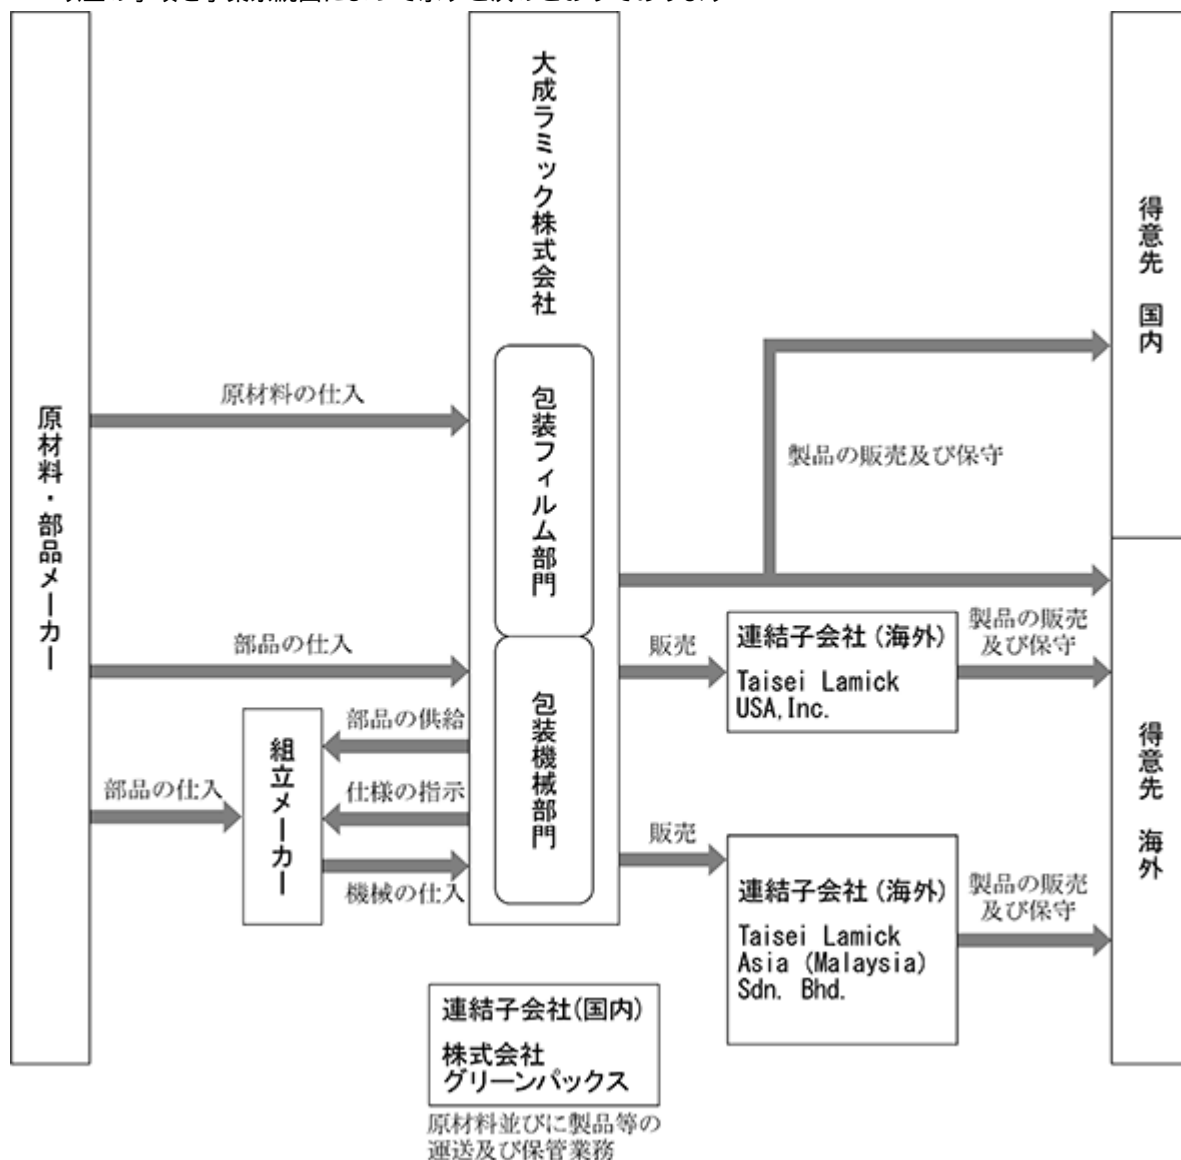 大成ラミック株式会社
得意先 国内
原材料の仕入
包装フィルム部門
原材料・部品メーカー
製品の販売及び保守
部品の仕入
販売
連結子会社(海外)
Taisei Lamick
USA,Inc.
製品の販売
及び保守
包装機械部門
部品の供給
組立メーカー
部品の仕入
仕様の指示
機械の仕入
得意先 海外
販売
連結子会社(海外)
Taisei Lamick
Asia (Malaysia)
Sdn. Bhd.
製品の販売
及び保守
連結子会社(国内)
株式会社
グリーンパックス
原材料並びに製品等の
運送及び保管業務